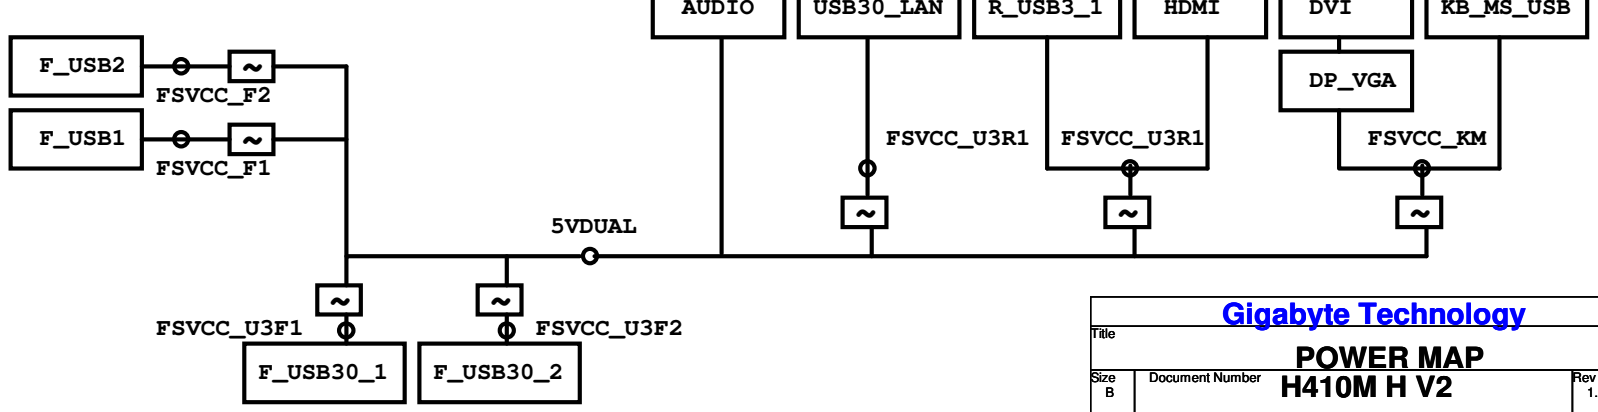 AUDIO
USB30_LAN
R_USB3_1
HDMI
DVI
KB_MS_USB
F_USB2
FSVCC_F2
DP_VGA
F_USB1
FSVCC_F1
FSVCC_U3R1
FSVCC_U3R1
FSVCC_KM
5VDUAL
FSVCC_U3F1
FSVCC_U3F2
F_USB30_1
F_USB30_2
Gigabyte Technology
Title
POWER MAP
Size
B
Document Number
H410M H V2
Rev
1.